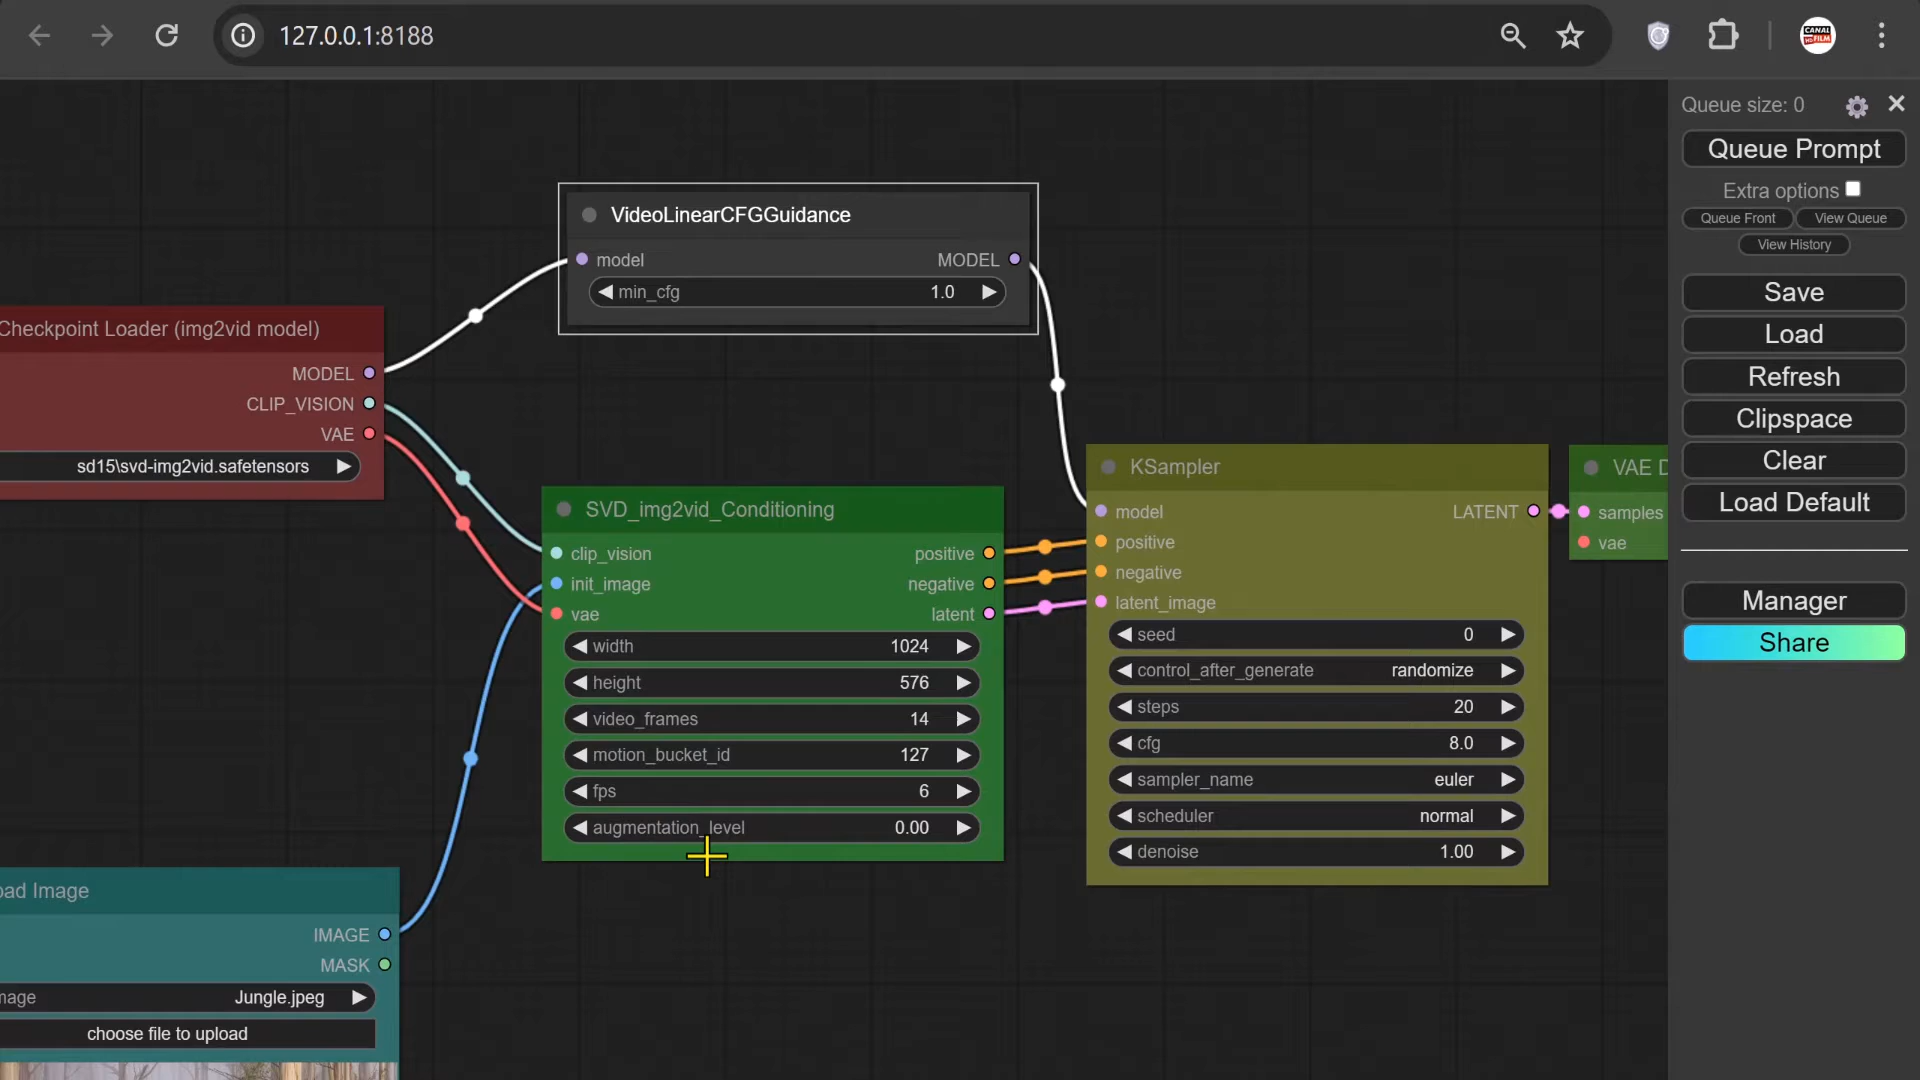 127.0.0.1:8188
CANAL
FILM
Queue size: 0
Queue Prompt
Extra options
Queue Front
View Queue
View History
Save
Load
Refresh
Clipspace
Clear
Load Default
Manager
Share
VideoLinearCFGGuidance
model
MODEL
min_cfg
1.0
Checkpoint Loader (img2vid model)
MODEL
CLIP_VISION
VAE
sd15\svd-img2vid.safetensors
SVD_img2vid_Conditioning
clip_vision
positive
init_image
negative
vae
latent
width
1024
height
576
video_frames
14
motion_bucket_id
127
fps
6
augmentation_level
0.00
KSampler
model
LATENT
positive
negative
latent_image
seed
0
control_after_generate
randomize
steps
20
cfg
8.0
sampler_name
euler
scheduler
normal
denoise
1.00
VAE D
samples
vae
oad Image
IMAGE
MASK
mage
Jungle.jpeg
choose file to upload